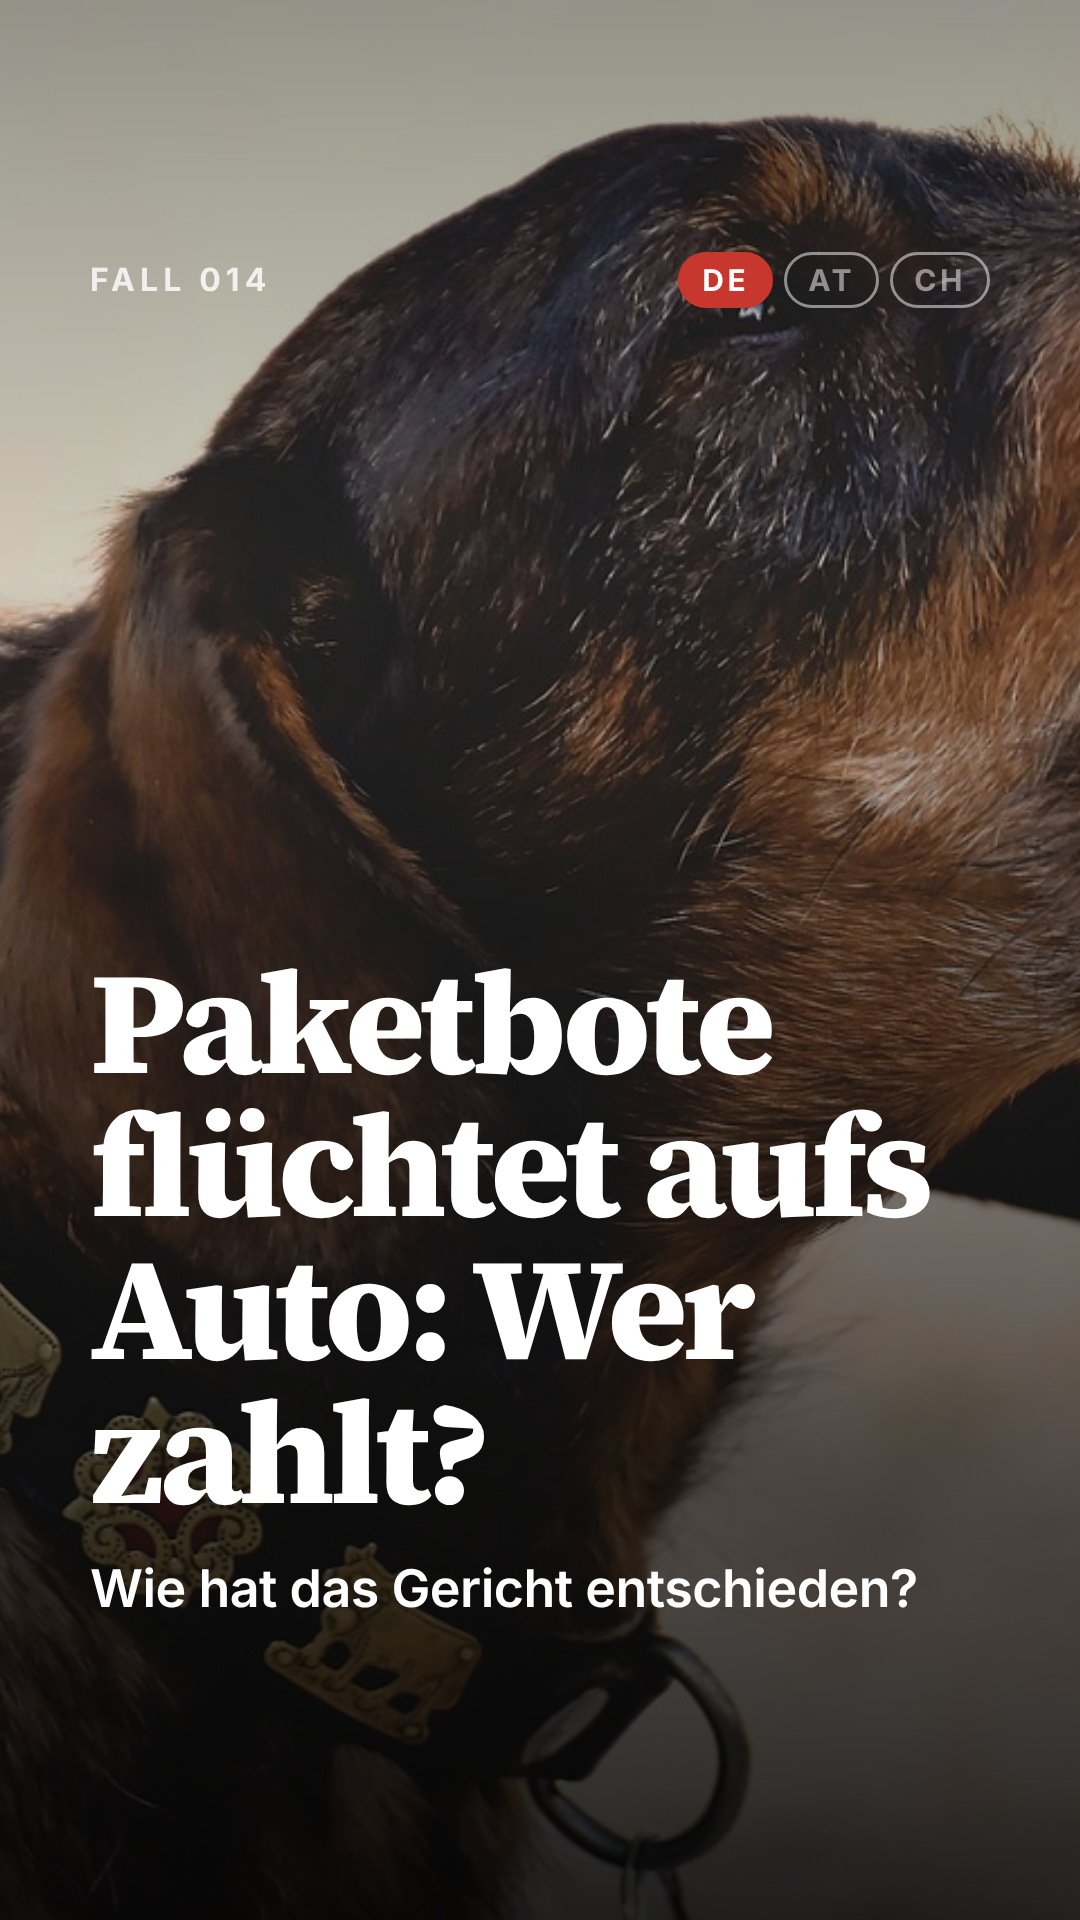 FALL 014
DE AT CH
Paketbote
flüchtet aufs
Auto: Wer
zahlt?
Wie hat das Gericht entschieden?